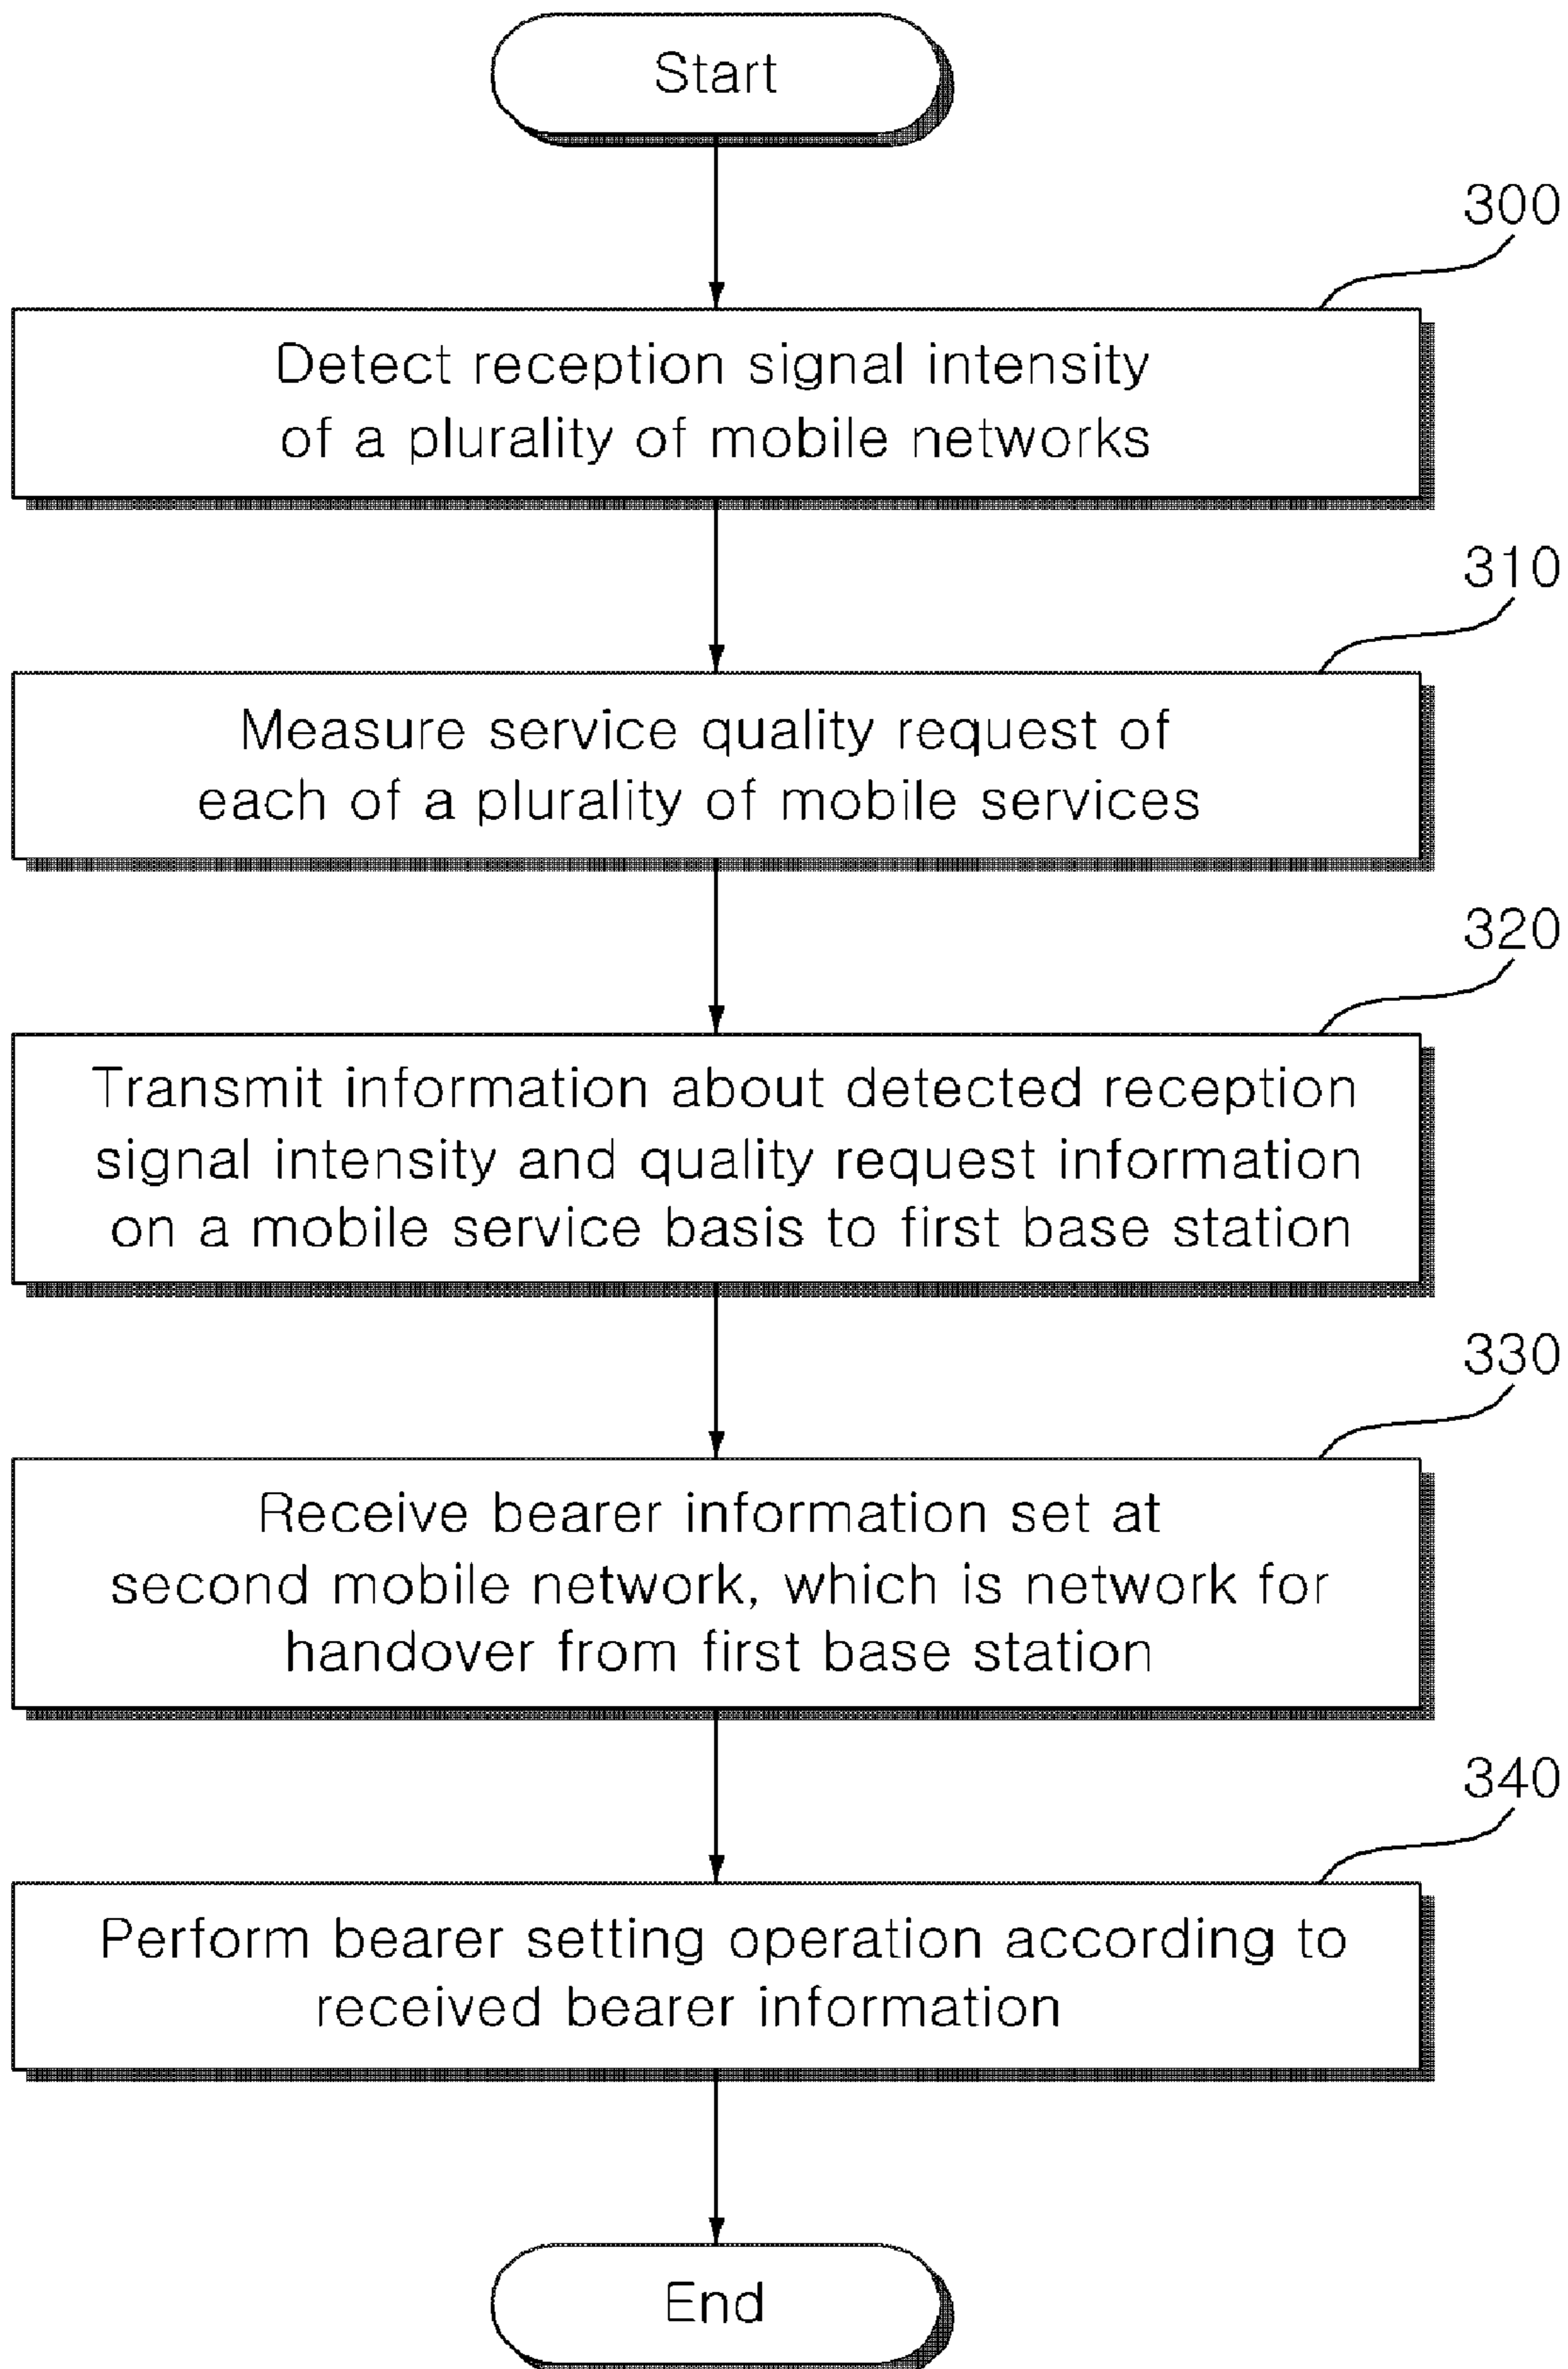 Start
300
Detect reception signal intensity
of a plurality of mobile networks
310
Measure service quality request of
each of a plurality of mobile services
320
Transmit information about detected reception
signal intensity and quality request information
on a mobile service basis to first base station
330
Receive bearer information set at
second mobile network, which is network for
handover from first base station
340
Perform bearer setting operation according to
received bearer information
End